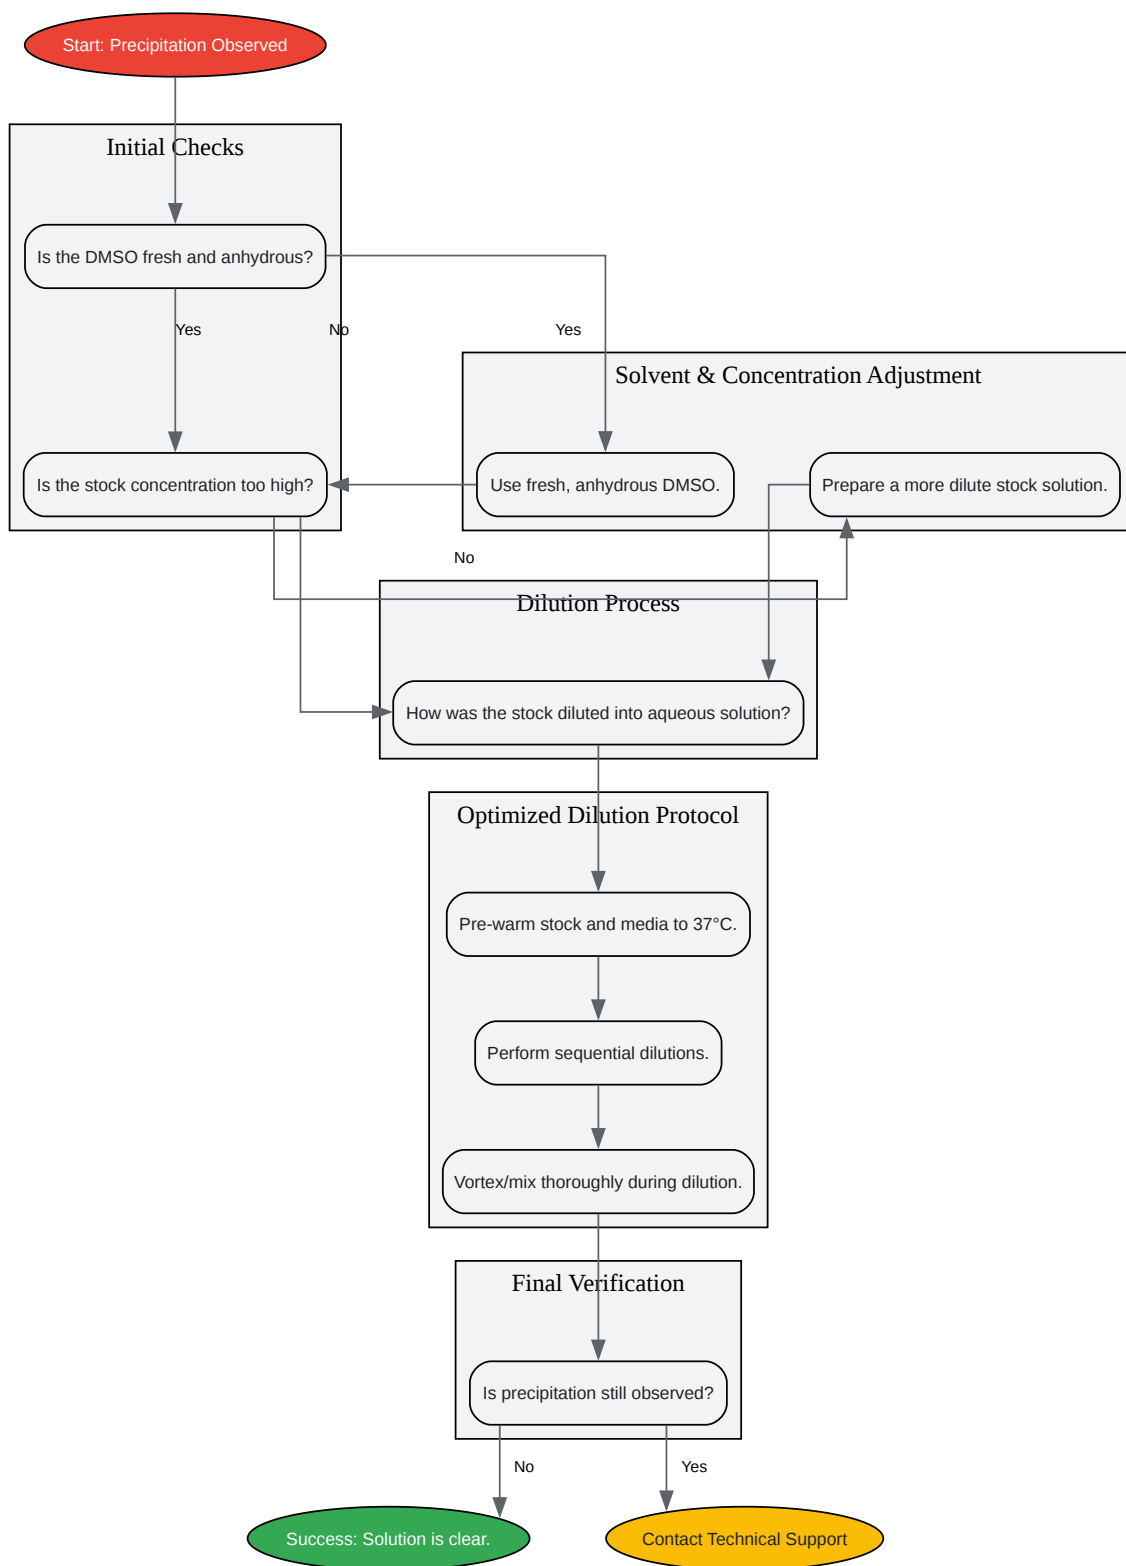 Start: Precipitation Observed
Initial Checks
Is the DMSO fresh and anhydrous?
Yes
No
Yes
Solvent & Concentration Adjustment
Is the stock concentration too high?
Use fresh, anhydrous DMSO.
Prepare a more dilute stock solution.
No
Dilution Process
How was the stock diluted into aqueous solution?
Optimized Dilution Protocol
Pre-warm stock and media to 37°C.
Perform sequential dilutions.
Vortex/mix thoroughly during dilution.
Final Verification
Is precipitation still observed?
No
Yes
Success: Solution is clear.
Contact Technical Support